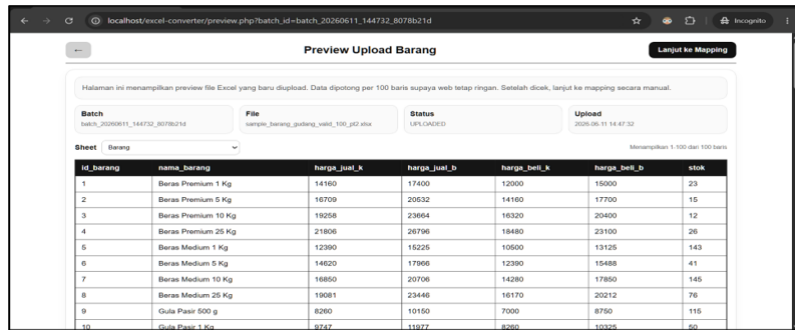 localhost/excel-converter/preview.php?batch_id=batch_20260611_144732_8078b21d Incognito
← Preview Upload Barang Lanjut ke Mapping
Halaman ini menampilkan preview file Excel yang baru diupload. Data dipotong per 100 baris supaya web tetap ringan. Setelah dicek, lanjut ke mapping secara manual.
Batch File Status Upload
batch_20260611_144732_8078b21d sample_barang_gudang_valid_100_pt2.xlsx UPLOADED 2026-06-11 14:47:32
Sheet Barang Menampilkan 1-100 dari 100 baris
id_barang nama_barang harga_jual_k harga_jual_b harga_beli_k harga_beli_b stok
1 Beras Premium 1 Kg 14160 17400 12000 15000 23
2 Beras Premium 5 Kg 16709 20532 14160 17700 15
3 Beras Premium 10 Kg 19258 23664 16320 20400 12
4 Beras Premium 25 Kg 21806 26796 18480 23100 26
5 Beras Medium 1 Kg 12390 15225 10500 13125 143
6 Beras Medium 5 Kg 14620 17966 12390 15488 41
7 Beras Medium 10 Kg 16850 20706 14280 17850 145
8 Beras Medium 25 Kg 19081 23446 16170 20212 76
9 Gula Pasir 500 g 8260 10150 7000 8750 115
10 Gula Pasir 1 Kg 9747 11977 8260 10325 50